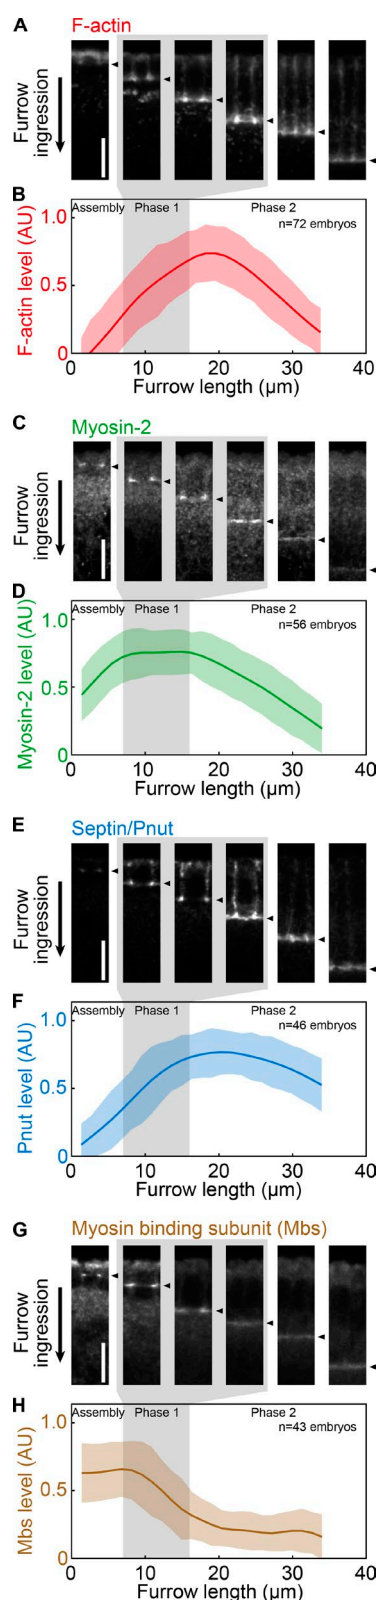 A
F-actin
Furrow
ingression
B
Assembly Phase 1 Phase 2
n=72 embryos
F-actin level (AU)
1.0
0.5
0
0 10 20 30 40
Furrow length (µm)
C
Myosin-2
Furrow
ingression
D
Assembly Phase 1 Phase 2
n=56 embryos
Myosin-2 level (AU)
1.0
0.5
0
0 10 20 30 40
Furrow length (µm)
E
Septin/Pnut
Furrow
ingression
F
Assembly Phase 1 Phase 2
n=46 embryos
Pnut level (AU)
1.0
0.5
0
0 10 20 30 40
Furrow length (µm)
G
Myosin binding subunit (Mbs)
Furrow
ingression
H
Assembly Phase 1 Phase 2
n=43 embryos
Mbs level (AU)
1.0
0.5
0
0 10 20 30 40
Furrow length (µm)